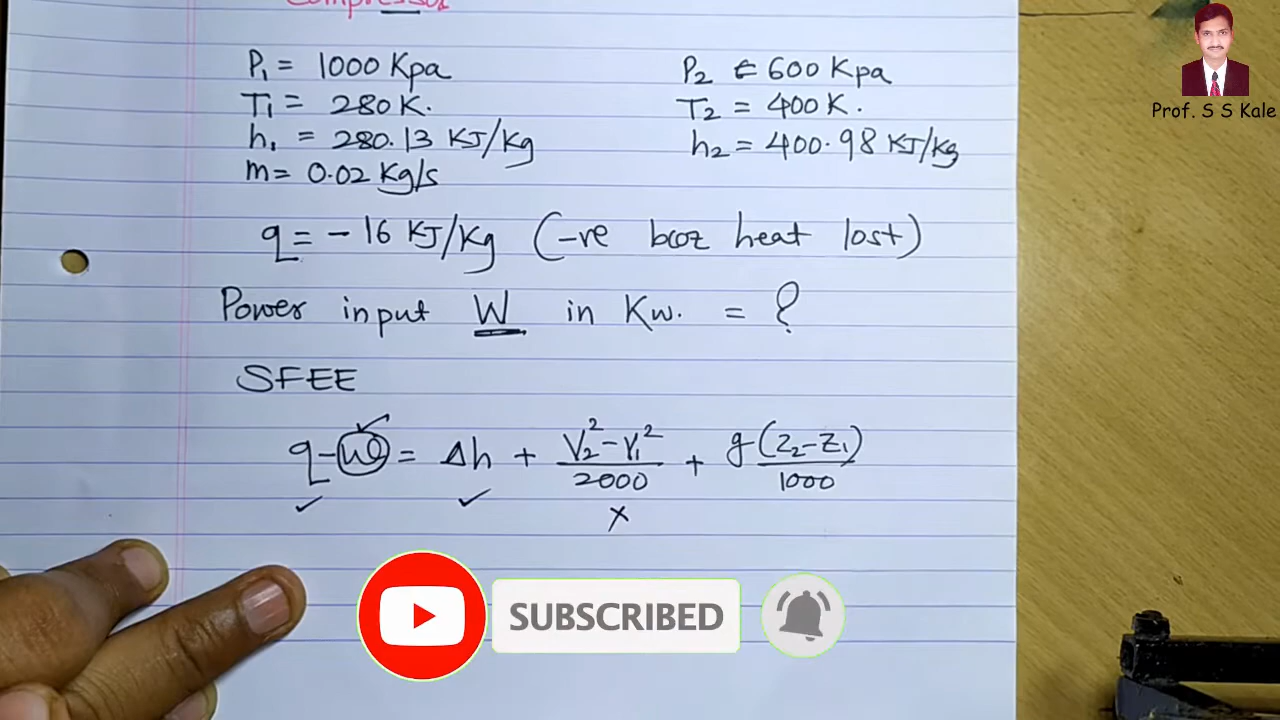 Compressor
P₁ = 1000 Kpa
P₂ = 600 Kpa
T₁ = 280 K.
T₂ = 400 K.
h₁ = 280.13 KJ/Kg
h₂ = 400.98 KJ/Kg
m = 0.02 Kg/s
q = -16 KJ/Kg (-ve bcoz heat lost)
Power input W in Kw. = ?
SFEE
q - w = Δh + (V₂² - V₁²)/2000 + g(Z₂ - Z₁)/1000
Prof. S S Kale
SUBSCRIBED